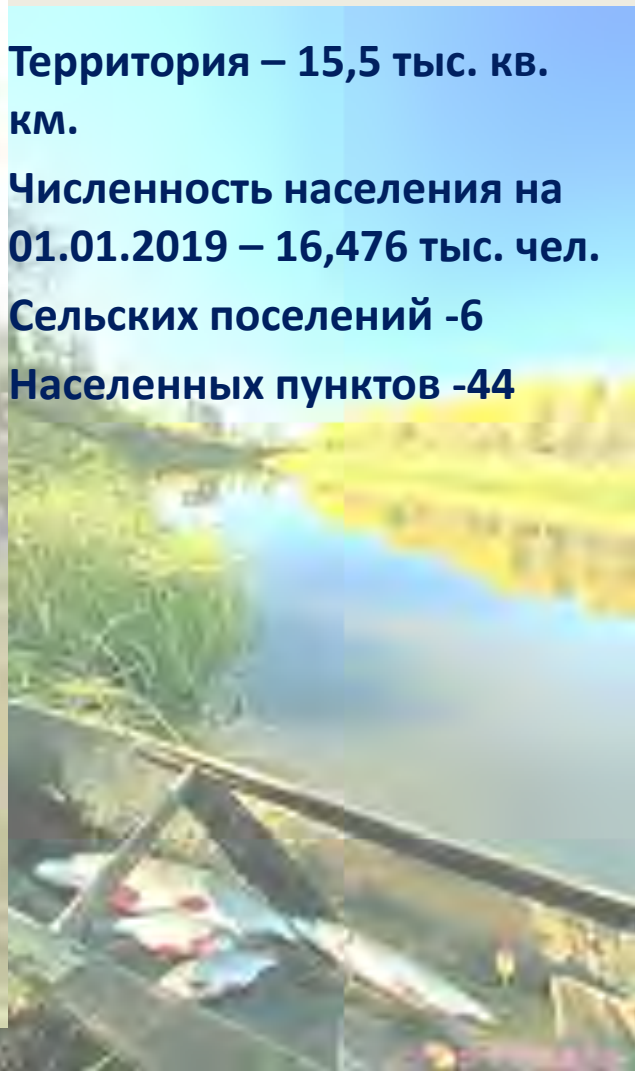 Территория – 15,5 тыс. кв.
км.
Численность населения на
01.01.2019 – 16,476 тыс. чел.
Сельских поселений -6
Населенных пунктов -44